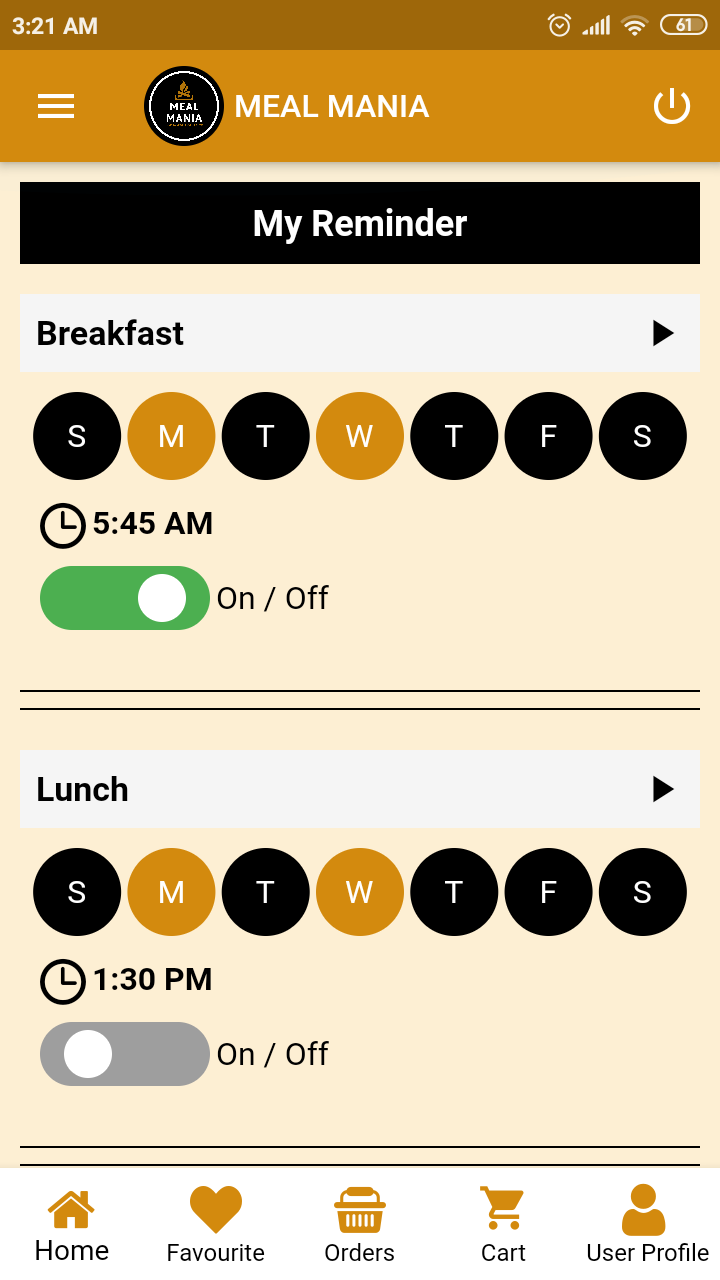 3:21 AM 61
MEAL MANIA MEAL MANIA
My Reminder
Breakfast
S M T W T F S
5:45 AM
On / Off
Lunch
S M T W T F S
1:30 PM
On / Off
Home Favourite Orders Cart User Profile